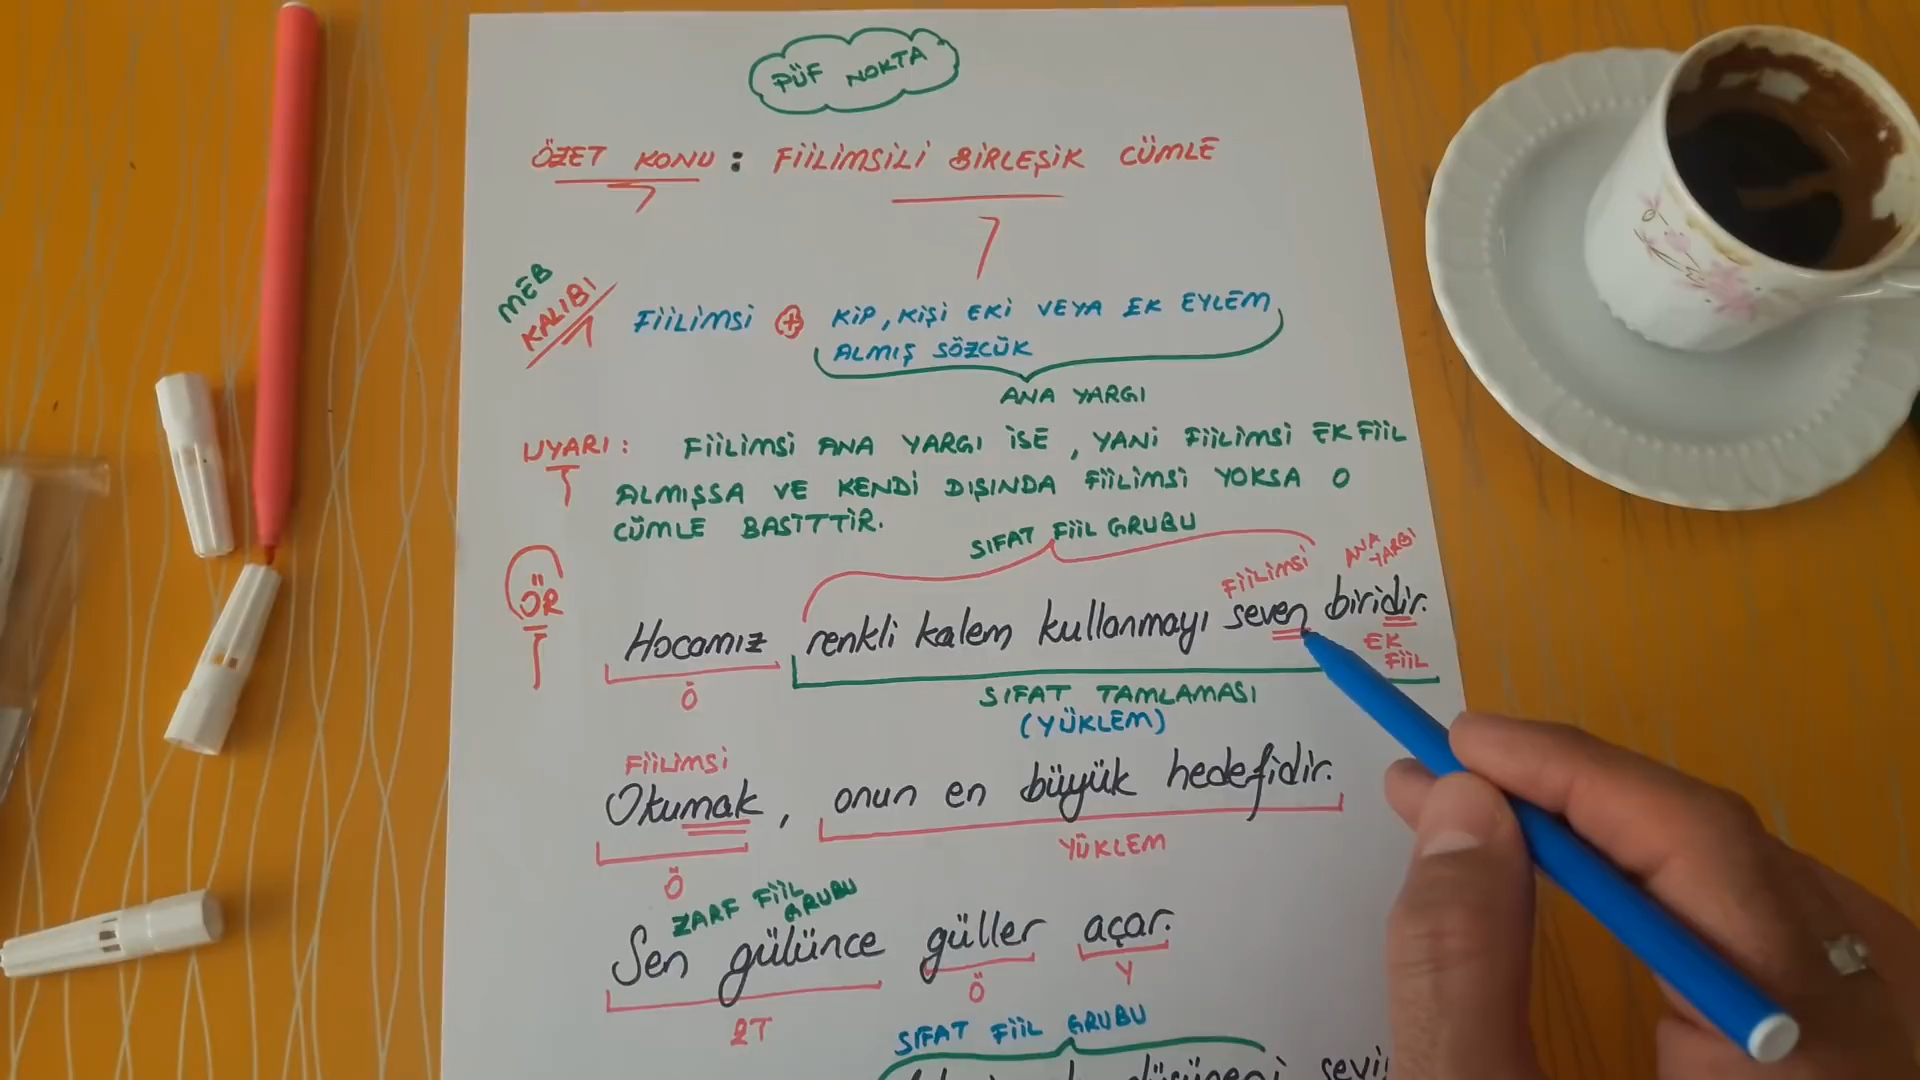 PÜF NOKTA
ÖZET KONU : FİİLİMSİLİ BİRLEŞİK CÜMLE
MEB
KALIBI
FİİLİMSİ + KİP, KİŞİ EKİ VEYA EK EYLEM
ALMIŞ SÖZCÜK
ANA YARGI
UYARI : FİİLİMSİ ANA YARGI İSE, YANİ FİİLİMSİ EK FİİL
ALMIŞSA VE KENDİ DIŞINDA FİİLİMSİ YOKSA O
CÜMLE BASİTTİR.
SIFAT FİİL GRUBU
FİİLİMSİ ANA YARGI
ÖR
Hocamız renkli kalem kullanmayı seven biridir.
EK FİİL
Ö
SIFAT TAMLAMASI
(YÜKLEM)
FİİLİMSİ
Okumak, onun en büyük hedefidir.
Ö YÜKLEM
ZARF FİİL GRUBU
Sen gülünce güller açar.
ZT Ö Y
SIFAT FİİL GRUBU
düşüneni